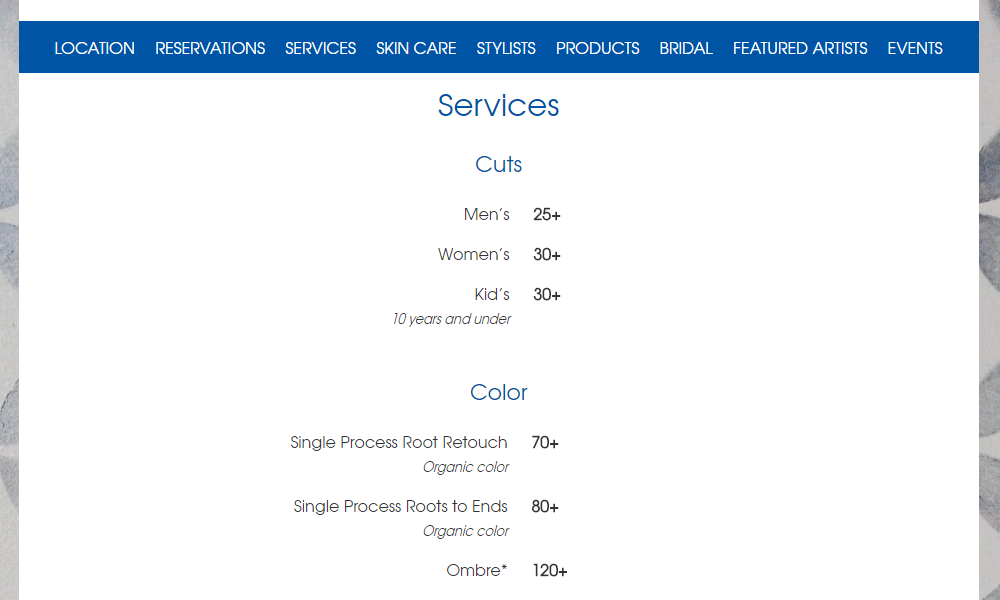 LOCATION RESERVATIONS SERVICES SKIN CARE STYLISTS PRODUCTS BRIDAL FEATURED ARTISTS EVENTS
Services
Cuts
Men's 25+
Women's 30+
Kid's 30+
10 years and under
Color
Single Process Root Retouch 70+
Organic color
Single Process Roots to Ends 80+
Organic color
Ombre* 120+